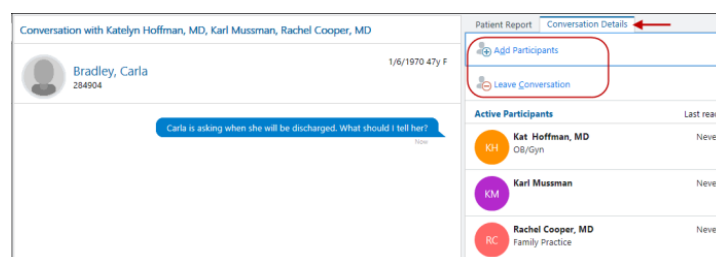 Conversation with Katelyn Hoffman, MD, Karl Mussman, Rachel Cooper, MD
Bradley, Carla
284904
1/6/1970 47y F
Carla is asking when she will be discharged. What should I tell her?
Now
Patient Report Conversation Details
Add Participants
Leave Conversation
Active Participants Last read
KH
Kat Hoffman, MD Never
OB/Gyn
KM
Karl Mussman Never
RC
Rachel Cooper, MD Never
Family Practice